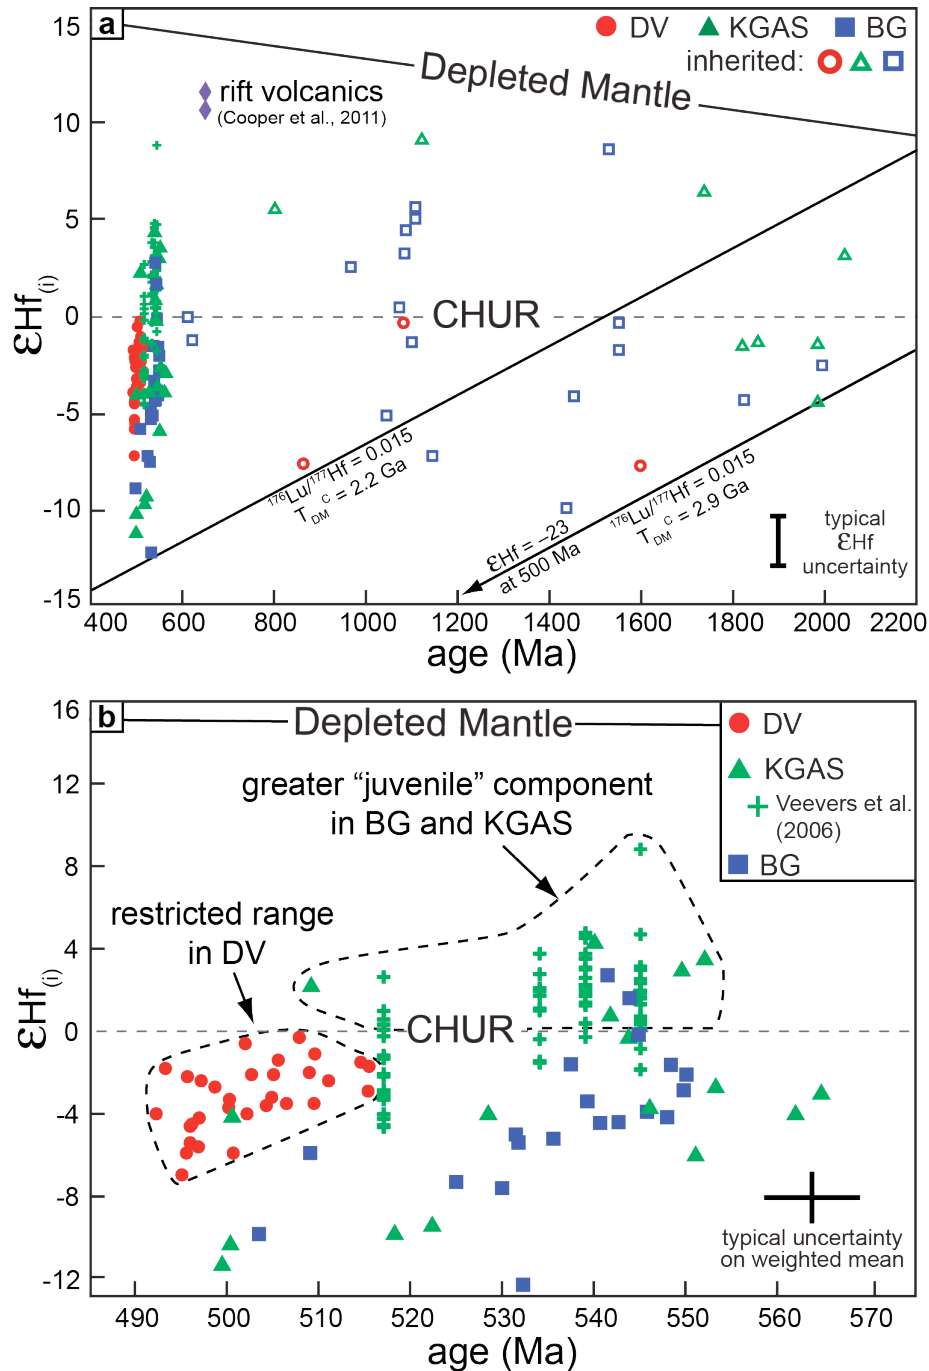 a
DV
KGAS
BG
inherited:
Depleted Mantle
rift volcanics
(Cooper et al., 2011)
CHUR
¹⁷⁶Lu/¹⁷⁷Hf = 0.015
T_DM^C = 2.2 Ga
¹⁷⁶Lu/¹⁷⁷Hf = 0.015
T_DM^C = 2.9 Ga
εHf = –23
at 500 Ma
typical
εHf
uncertainty
15
10
5
0
-5
-10
-15
εHf(i)
400 600 800 1000 1200 1400 1600 1800 2000 2200
age (Ma)
b
Depleted Mantle
DV
KGAS
Veevers et al.
(2006)
BG
greater “juvenile” component
in BG and KGAS
restricted range
in DV
CHUR
typical uncertainty
on weighted mean
16
12
8
4
0
-4
-8
-12
εHf(i)
490 500 510 520 530 540 550 560 570
age (Ma)